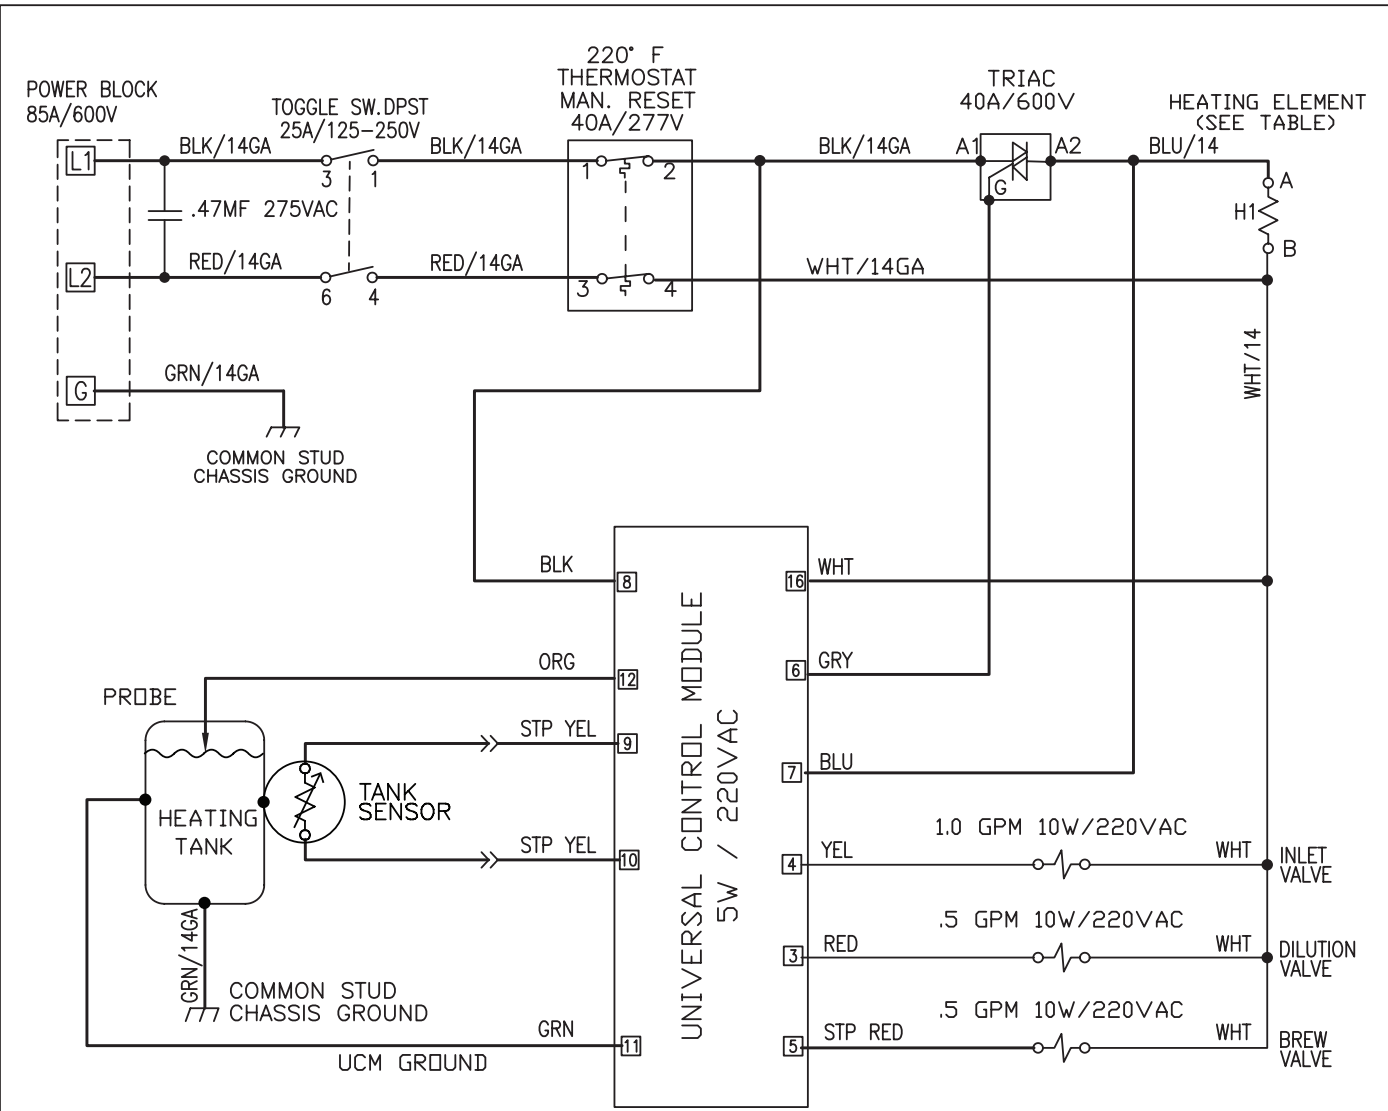 220° F
THERMOSTAT
MAN. RESET
40A/277V
TRIAC
40A/600V
POWER BLOCK
85A/600V
TOGGLE SW.DPST
25A/125-250V
HEATING ELEMENT
(SEE TABLE)
L1
BLK/14GA
3
1
BLK/14GA
1
2
BLK/14GA
A1
A2
G
BLU/14
A
H1
B
.47MF 275VAC
L2
RED/14GA
6
4
RED/14GA
3
4
WHT/14GA
WHT/14
G
GRN/14GA
COMMON STUD
CHASSIS GROUND
BLK
8
16
WHT
UNIVERSAL CONTROL MODULE
5W / 220VAC
ORG
12
6
GRY
PROBE
STP YEL
9
7
BLU
TANK
SENSOR
HEATING
TANK
STP YEL
10
1.0 GPM 10W/220VAC
4
YEL
WHT
INLET
VALVE
.5 GPM 10W/220VAC
3
RED
WHT
DILUTION
VALVE
GRN/14GA
COMMON STUD
CHASSIS GROUND
.5 GPM 10W/220VAC
GRN
11
5
STP RED
WHT
BREW
VALVE
UCM GROUND